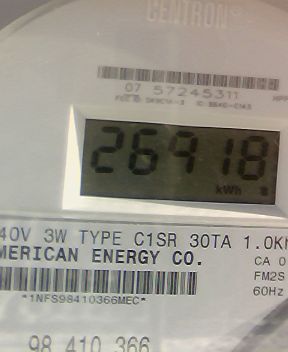 CENTRON®
07 57245311
26918
kWh
40V 3W TYPE C1SR 30TA 1.0Kh
MERICAN ENERGY CO.
CA 0
FM2S
60Hz
*1NFS98410366MEC*
98 410 366